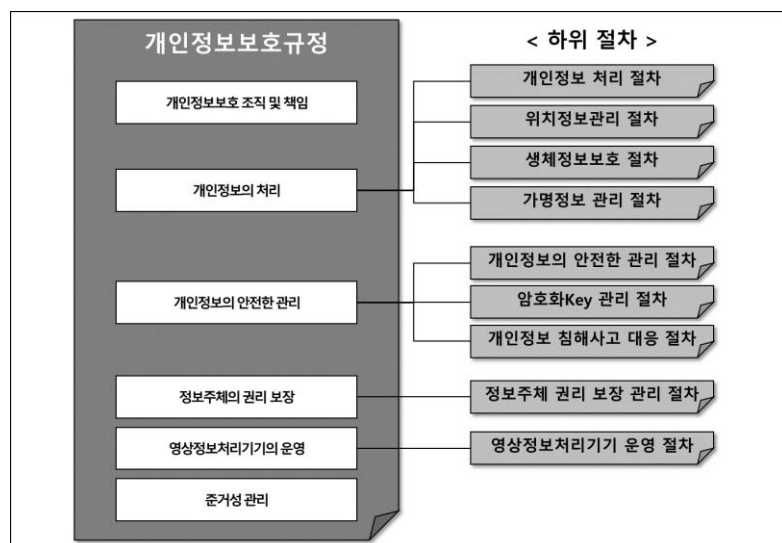 개인정보보호규정
개인정보보호 조직 및 책임
개인정보의 처리
개인정보의 안전한 관리
정보주체의 권리 보장
영상정보처리기기의 운영
준거성 관리
< 하위 절차 >
개인정보 처리 절차
위치정보관리 절차
생체정보보호 절차
가명정보 관리 절차
개인정보의 안전한 관리 절차
암호화Key 관리 절차
개인정보 침해사고 대응 절차
정보주체 권리 보장 관리 절차
영상정보처리기기 운영 절차